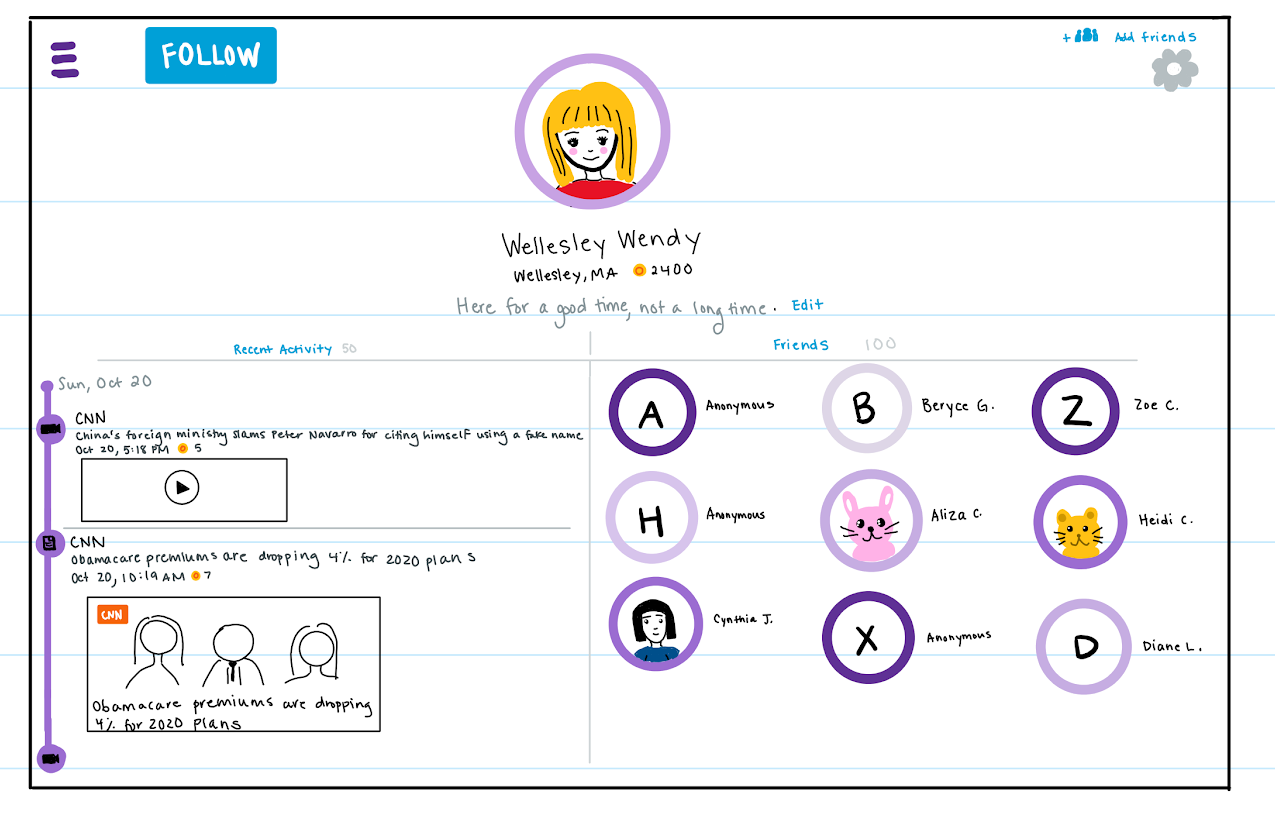 FOLLOW
+ Add friends
Wellesley Wendy
Wellesley, MA 2400
Here for a good time, not a long time. Edit
Recent Activity 50
Friends 100
Sun, Oct 20
CNN
China's foreign ministry slams Peter Navarro for citing himself using a fake name
Oct 20, 5:18 PM 5
CNN
Obamacare premiums are dropping 4% for 2020 plans
Oct 20, 10:19 AM 7
CNN
Obamacare premiums are dropping
4% for 2020 plans
A Anonymous
B Beryce G.
Z Zoe C.
H Anonymous
Aliza C.
Heidi C.
Cynthia J.
X Anonymous
D Diane L.